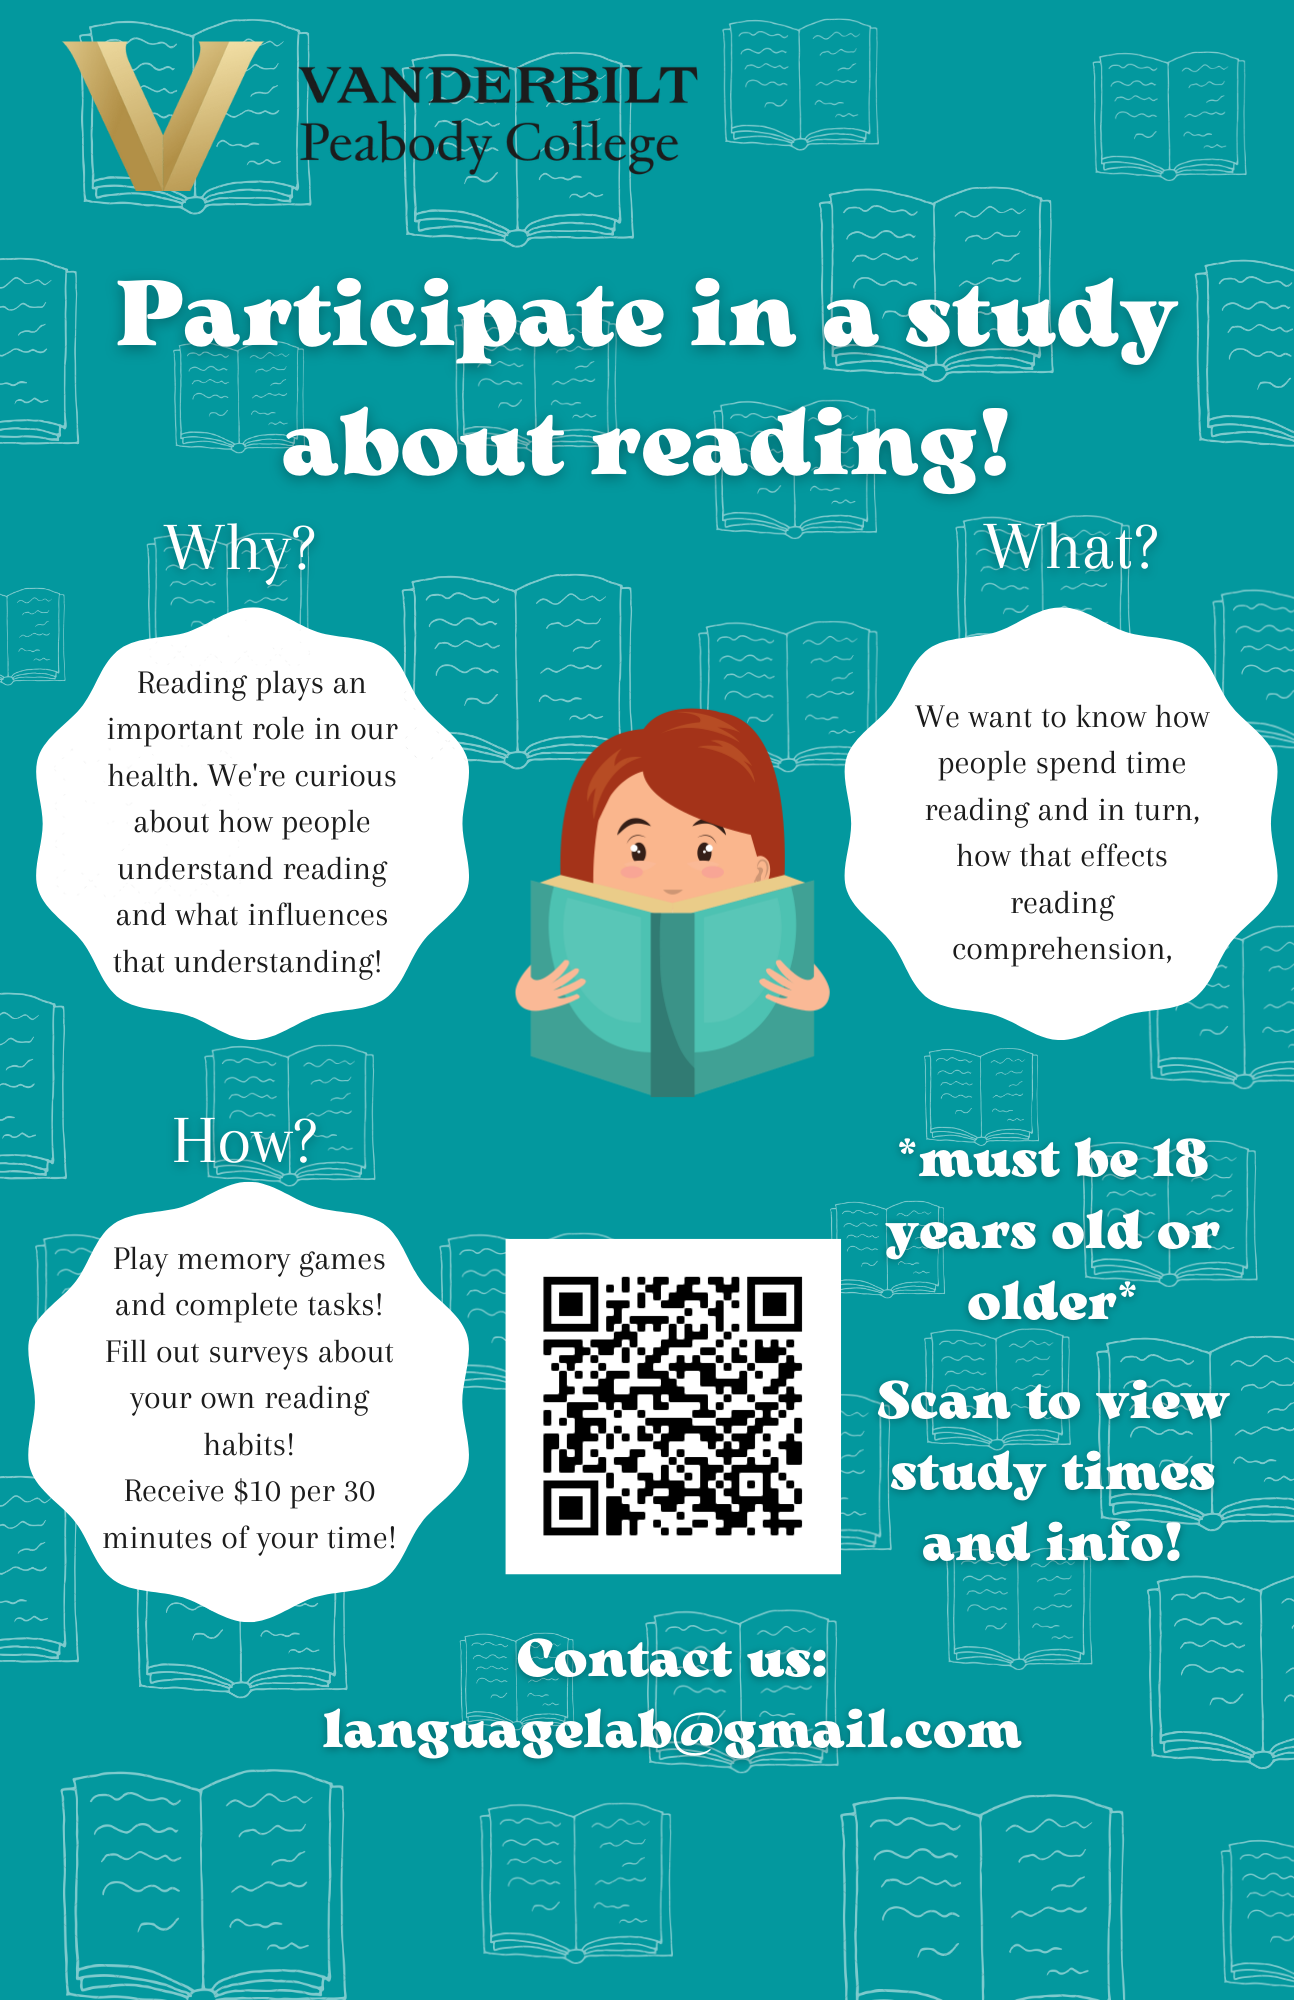 VANDERBILT
Peabody College
Participate in a study
about reading!
Why?
Reading plays an
important role in our
health. We're curious
about how people
understand reading
and what influences
that understanding!
What?
We want to know how
people spend time
reading and in turn,
how that effects
reading
comprehension,
How?
Play memory games
and complete tasks!
Fill out surveys about
your own reading
habits!
Receive $10 per 30
minutes of your time!
*must be 18
years old or
older*
Scan to view
study times
and info!
Contact us:
languagelab@gmail.com